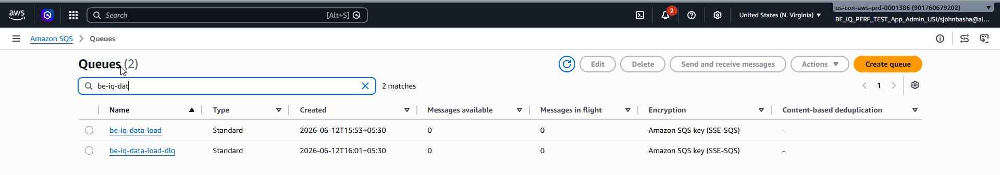 aws
Search
[Alt+S]
2
United States (N. Virginia)
us-con-aws-prd-0001386 (901760679202)
BE_IQ_PERF_TEST_App_Admin_USI/sjohnbasha@ai...
Amazon SQS
Queues
Queues (2)
Edit
Delete
Send and receive messages
Actions
Create queue
be-iq-dat
2 matches
1
Name Type Created Messages available Messages in flight Encryption Content-based deduplication
be-iq-data-load Standard 2026-06-12T15:53+05:30 0 0 Amazon SQS key (SSE-SQS) -
be-iq-data-load-dlq Standard 2026-06-12T16:01+05:30 0 0 Amazon SQS key (SSE-SQS) -